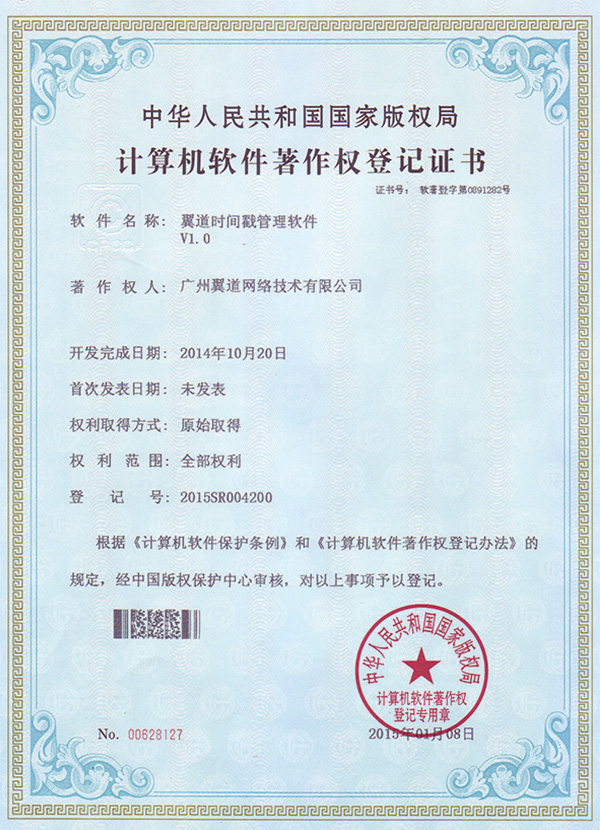 中华人民共和国国家版权局
计算机软件著作权登记证书
证书号： 软著登字第0891282号
软 件 名 称： 翼道时间戳管理软件
V1.0
著 作 权 人： 广州翼道网络技术有限公司
开发完成日期： 2014年10月20日
首次发表日期： 未发表
权利取得方式： 原始取得
权 利 范 围： 全部权利
登 记 号： 2015SR004200
根据《计算机软件保护条例》和《计算机软件著作权登记办法》的
规定，经中国版权保护中心审核，对以上事项予以登记。
中华人民共和国国家版权局
计算机软件著作权
登记专用章
No. 00628127
2015年01月08日